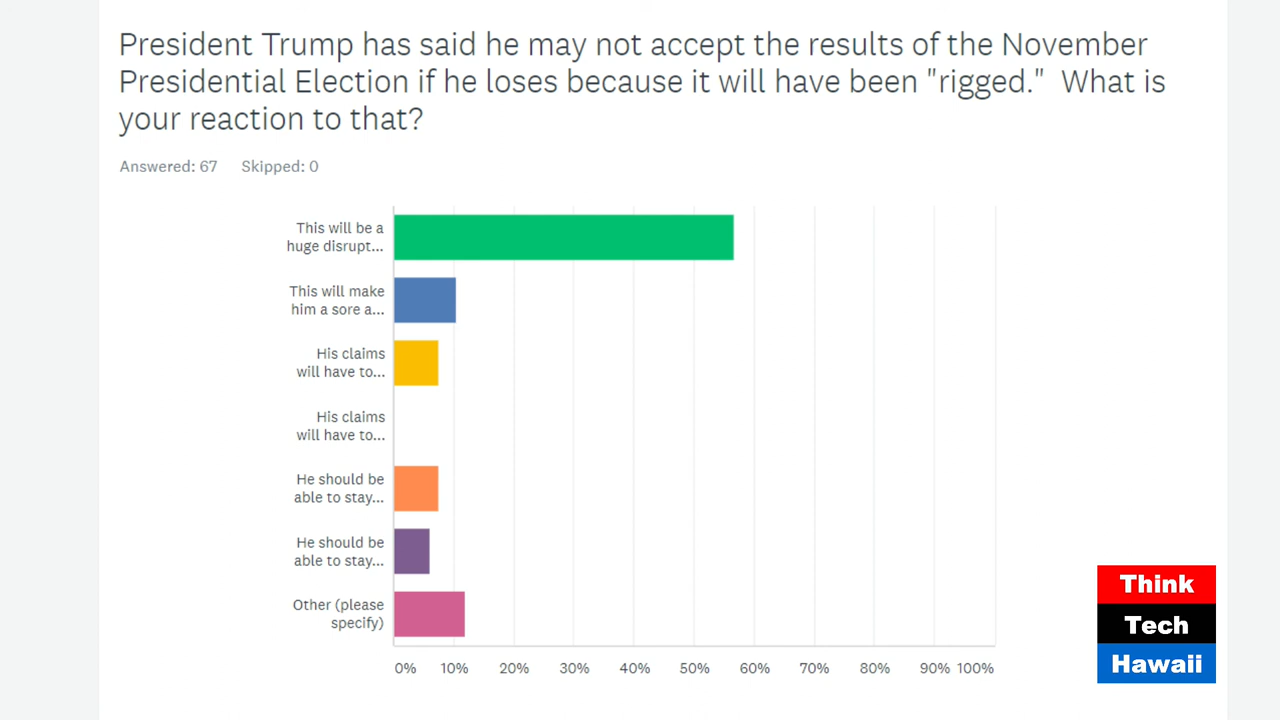 President Trump has said he may not accept the results of the November
Presidential Election if he loses because it will have been "rigged."  What is
your reaction to that?
Answered: 67 Skipped: 0
This will be a
huge disrupt...
This will make
him a sore a...
His claims
will have to...
His claims
will have to...
He should be
able to stay...
He should be
able to stay...
Other (please
specify)
0% 10% 20% 30% 40% 50% 60% 70% 80% 90% 100%
Think
Tech
Hawaii